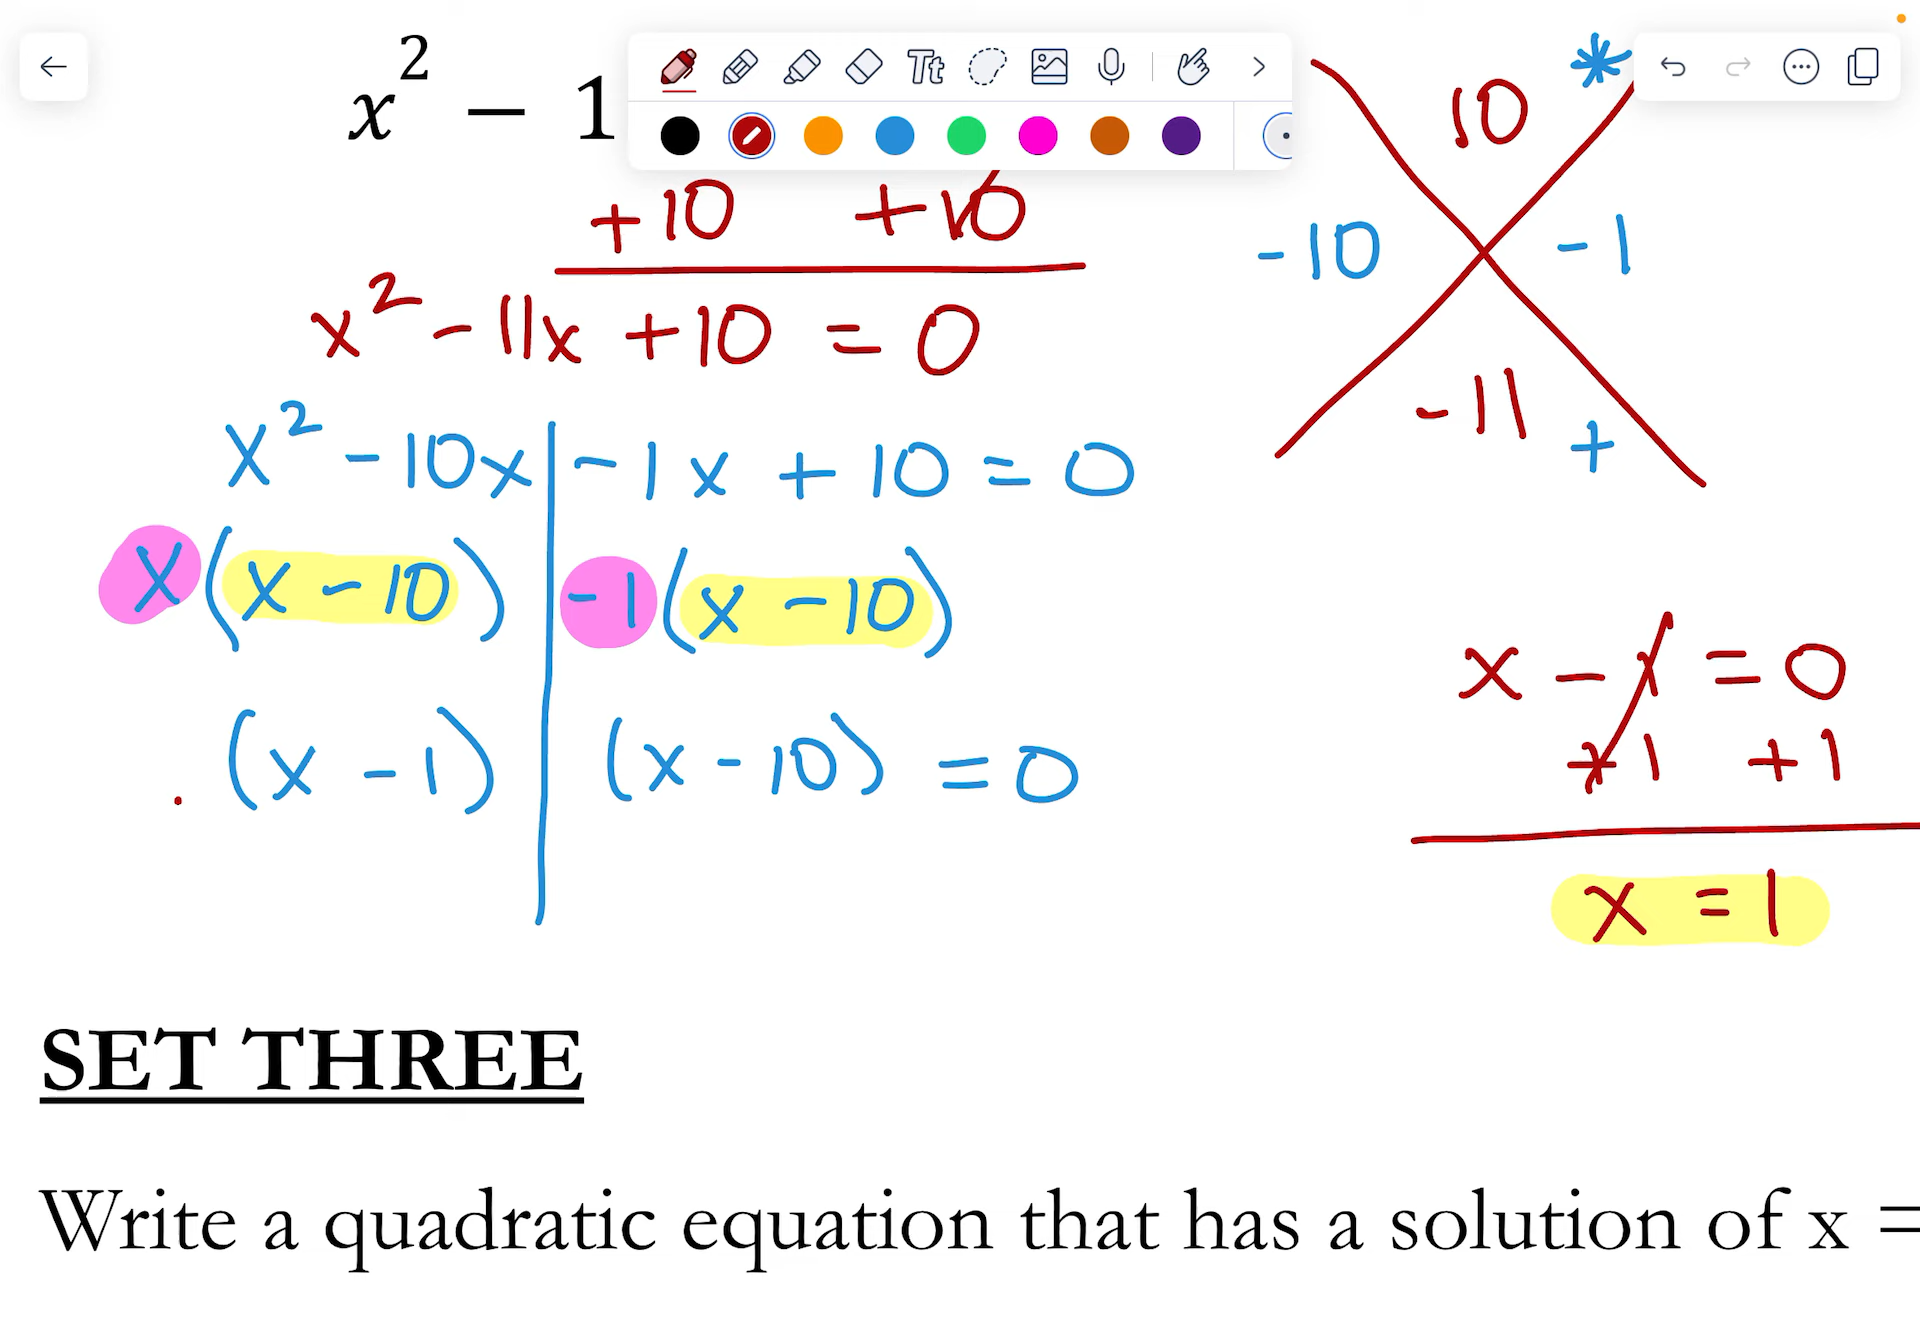 x² − 1
Tt
+10 +10
x² - 11x + 10 = 0
x² - 10x - 1x + 10 = 0
x(x - 10) -1(x - 10)
(x - 1) (x - 10) = 0
*
10
-10 -1
-11 +
x - 1 = 0
+1 +1
x = 1
SET THREE
Write a quadratic equation that has a solution of x =